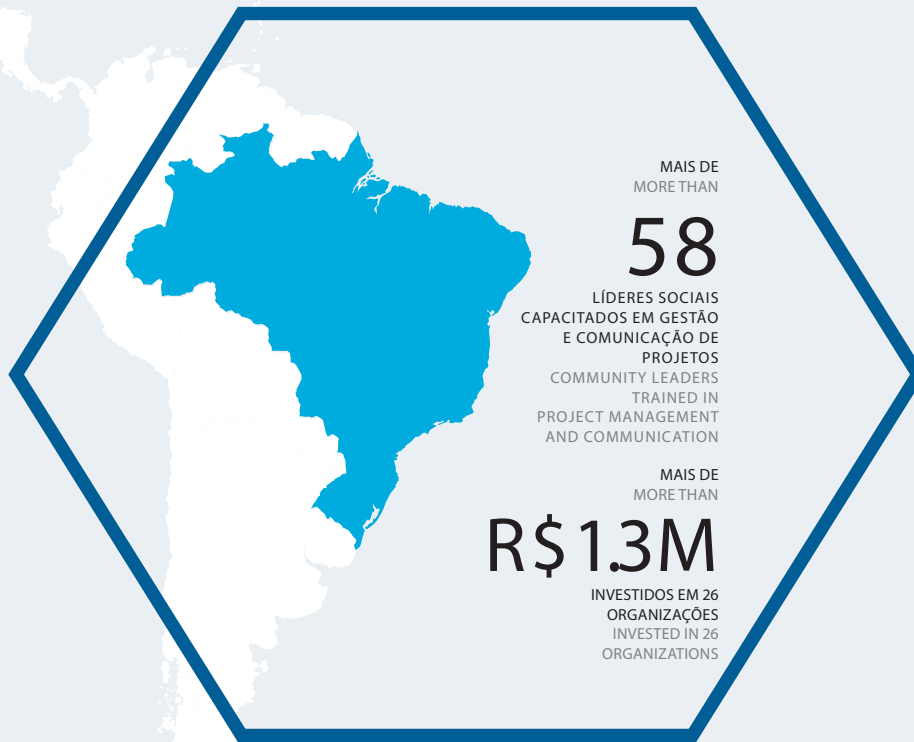 MAIS DE
MORE THAN
58
LÍDERES SOCIAIS
CAPACITADOS EM GESTÃO
E COMUNICAÇÃO DE
PROJETOS
COMMUNITY LEADERS
TRAINED IN
PROJECT MANAGEMENT
AND COMMUNICATION
MAIS DE
MORE THAN
R$1.3M
INVESTIDOS EM 26
ORGANIZAÇÕES
INVESTED IN 26
ORGANIZATIONS